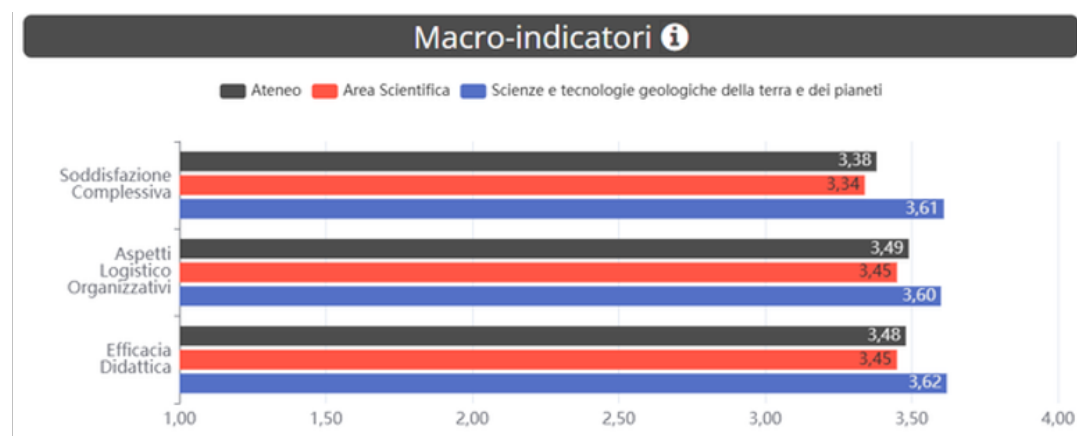 Macro-indicatori
Ateneo Area Scientifica Scienze e tecnologie geologiche della terra e dei pianeti
Soddisfazione
Complessiva
3,38
3,34
3,61
Aspetti
Logistico
Organizzativi
3,49
3,45
3,60
Efficacia
Didattica
3,48
3,45
3,62
1,00 1,50 2,00 2,50 3,00 3,50 4,00